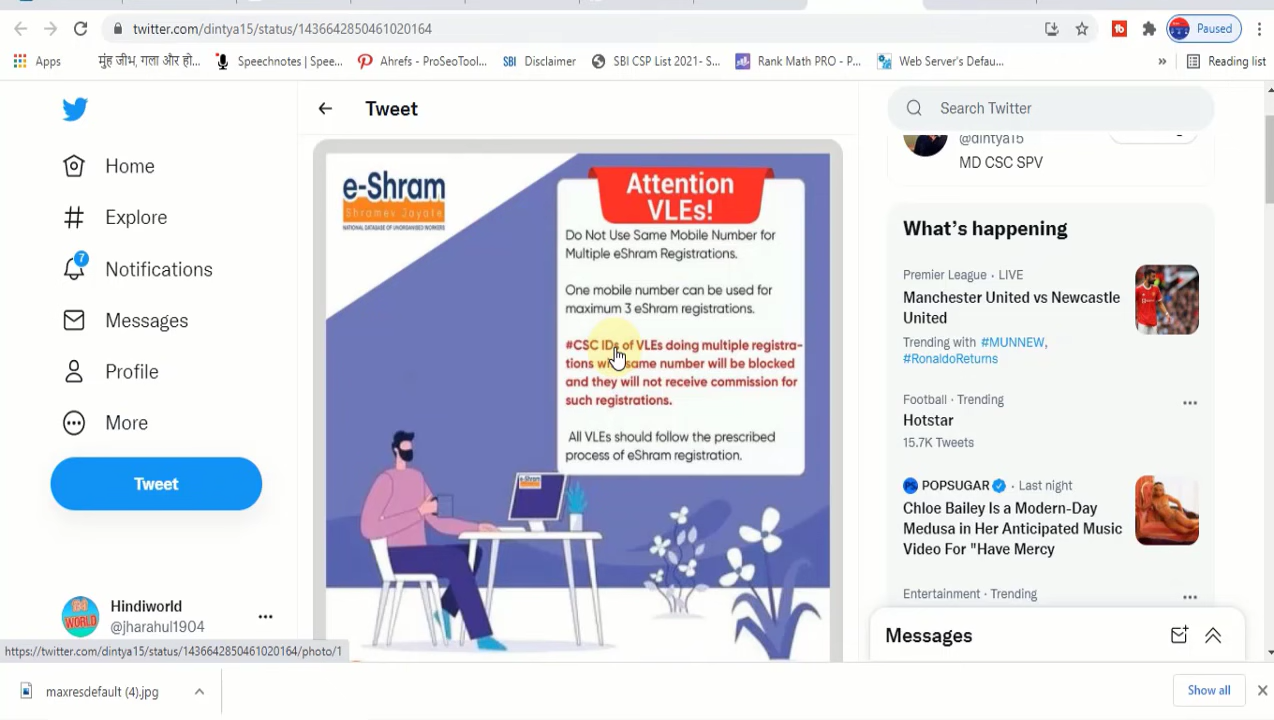 twitter.com/dintya15/status/1436642850461020164
Paused
Apps
मुंह जीभ, गला और हो...
Speechnotes | Spee...
Ahrefs - ProSeoTool...
SBI
Disclaimer
SBI CSP List 2021- S...
Rank Math PRO - P...
Web Server's Defau...
»
Reading list
Tweet
Search Twitter
@dintya15
MD CSC SPV
Home
Explore
7
Notifications
Messages
Profile
More
Tweet
Hindiworld
@jharahul1904
e-Shram
Shramev Jayate
NATIONAL DATABASE OF UNORGANISED WORKERS
Attention
VLEs!
Do Not Use Same Mobile Number for
Multiple eShram Registrations.
One mobile number can be used for
maximum 3 eShram registrations.
#CSC IDs of VLEs doing multiple registra-
tions same number will be blocked
and they will not receive commission for
such registrations.
All VLEs should follow the prescribed
process of eShram registration.
e-Shram
What's happening
Premier League · LIVE
Manchester United vs Newcastle
United
Trending with #MUNNEW,
#RonaldoReturns
Football · Trending
Hotstar
15.7K Tweets
POPSUGAR · Last night
Chloe Bailey Is a Modern-Day
Medusa in Her Anticipated Music
Video For "Have Mercy
Entertainment · Trending
Messages
https://twitter.com/dintya15/status/1436642850461020164/photo/1
maxresdefault (4).jpg
Show all